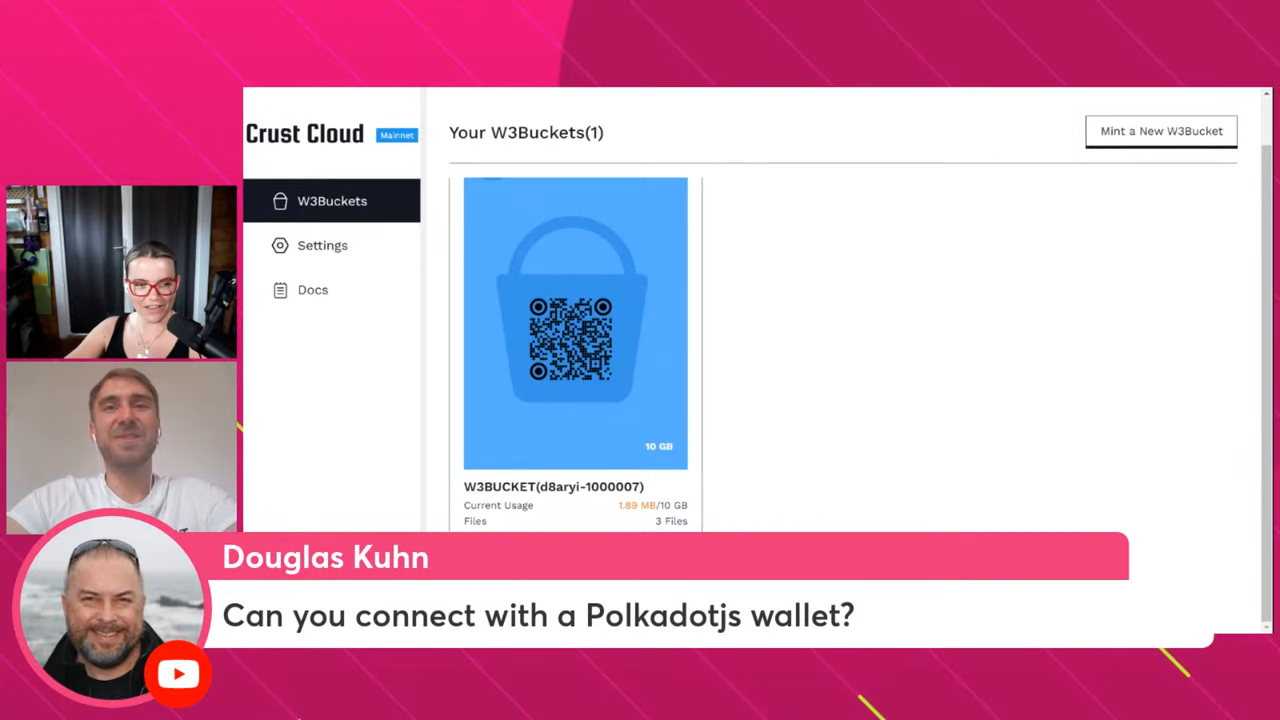 Crust Cloud
Mainnet
W3Buckets
Settings
Docs
Your W3Buckets(1)
Mint a New W3Bucket
10 GB
W3BUCKET(d8aryi-1000007)
Current Usage 1.89 MB/10 GB
Files 3 Files
Douglas Kuhn
Can you connect with a Polkadotjs wallet?